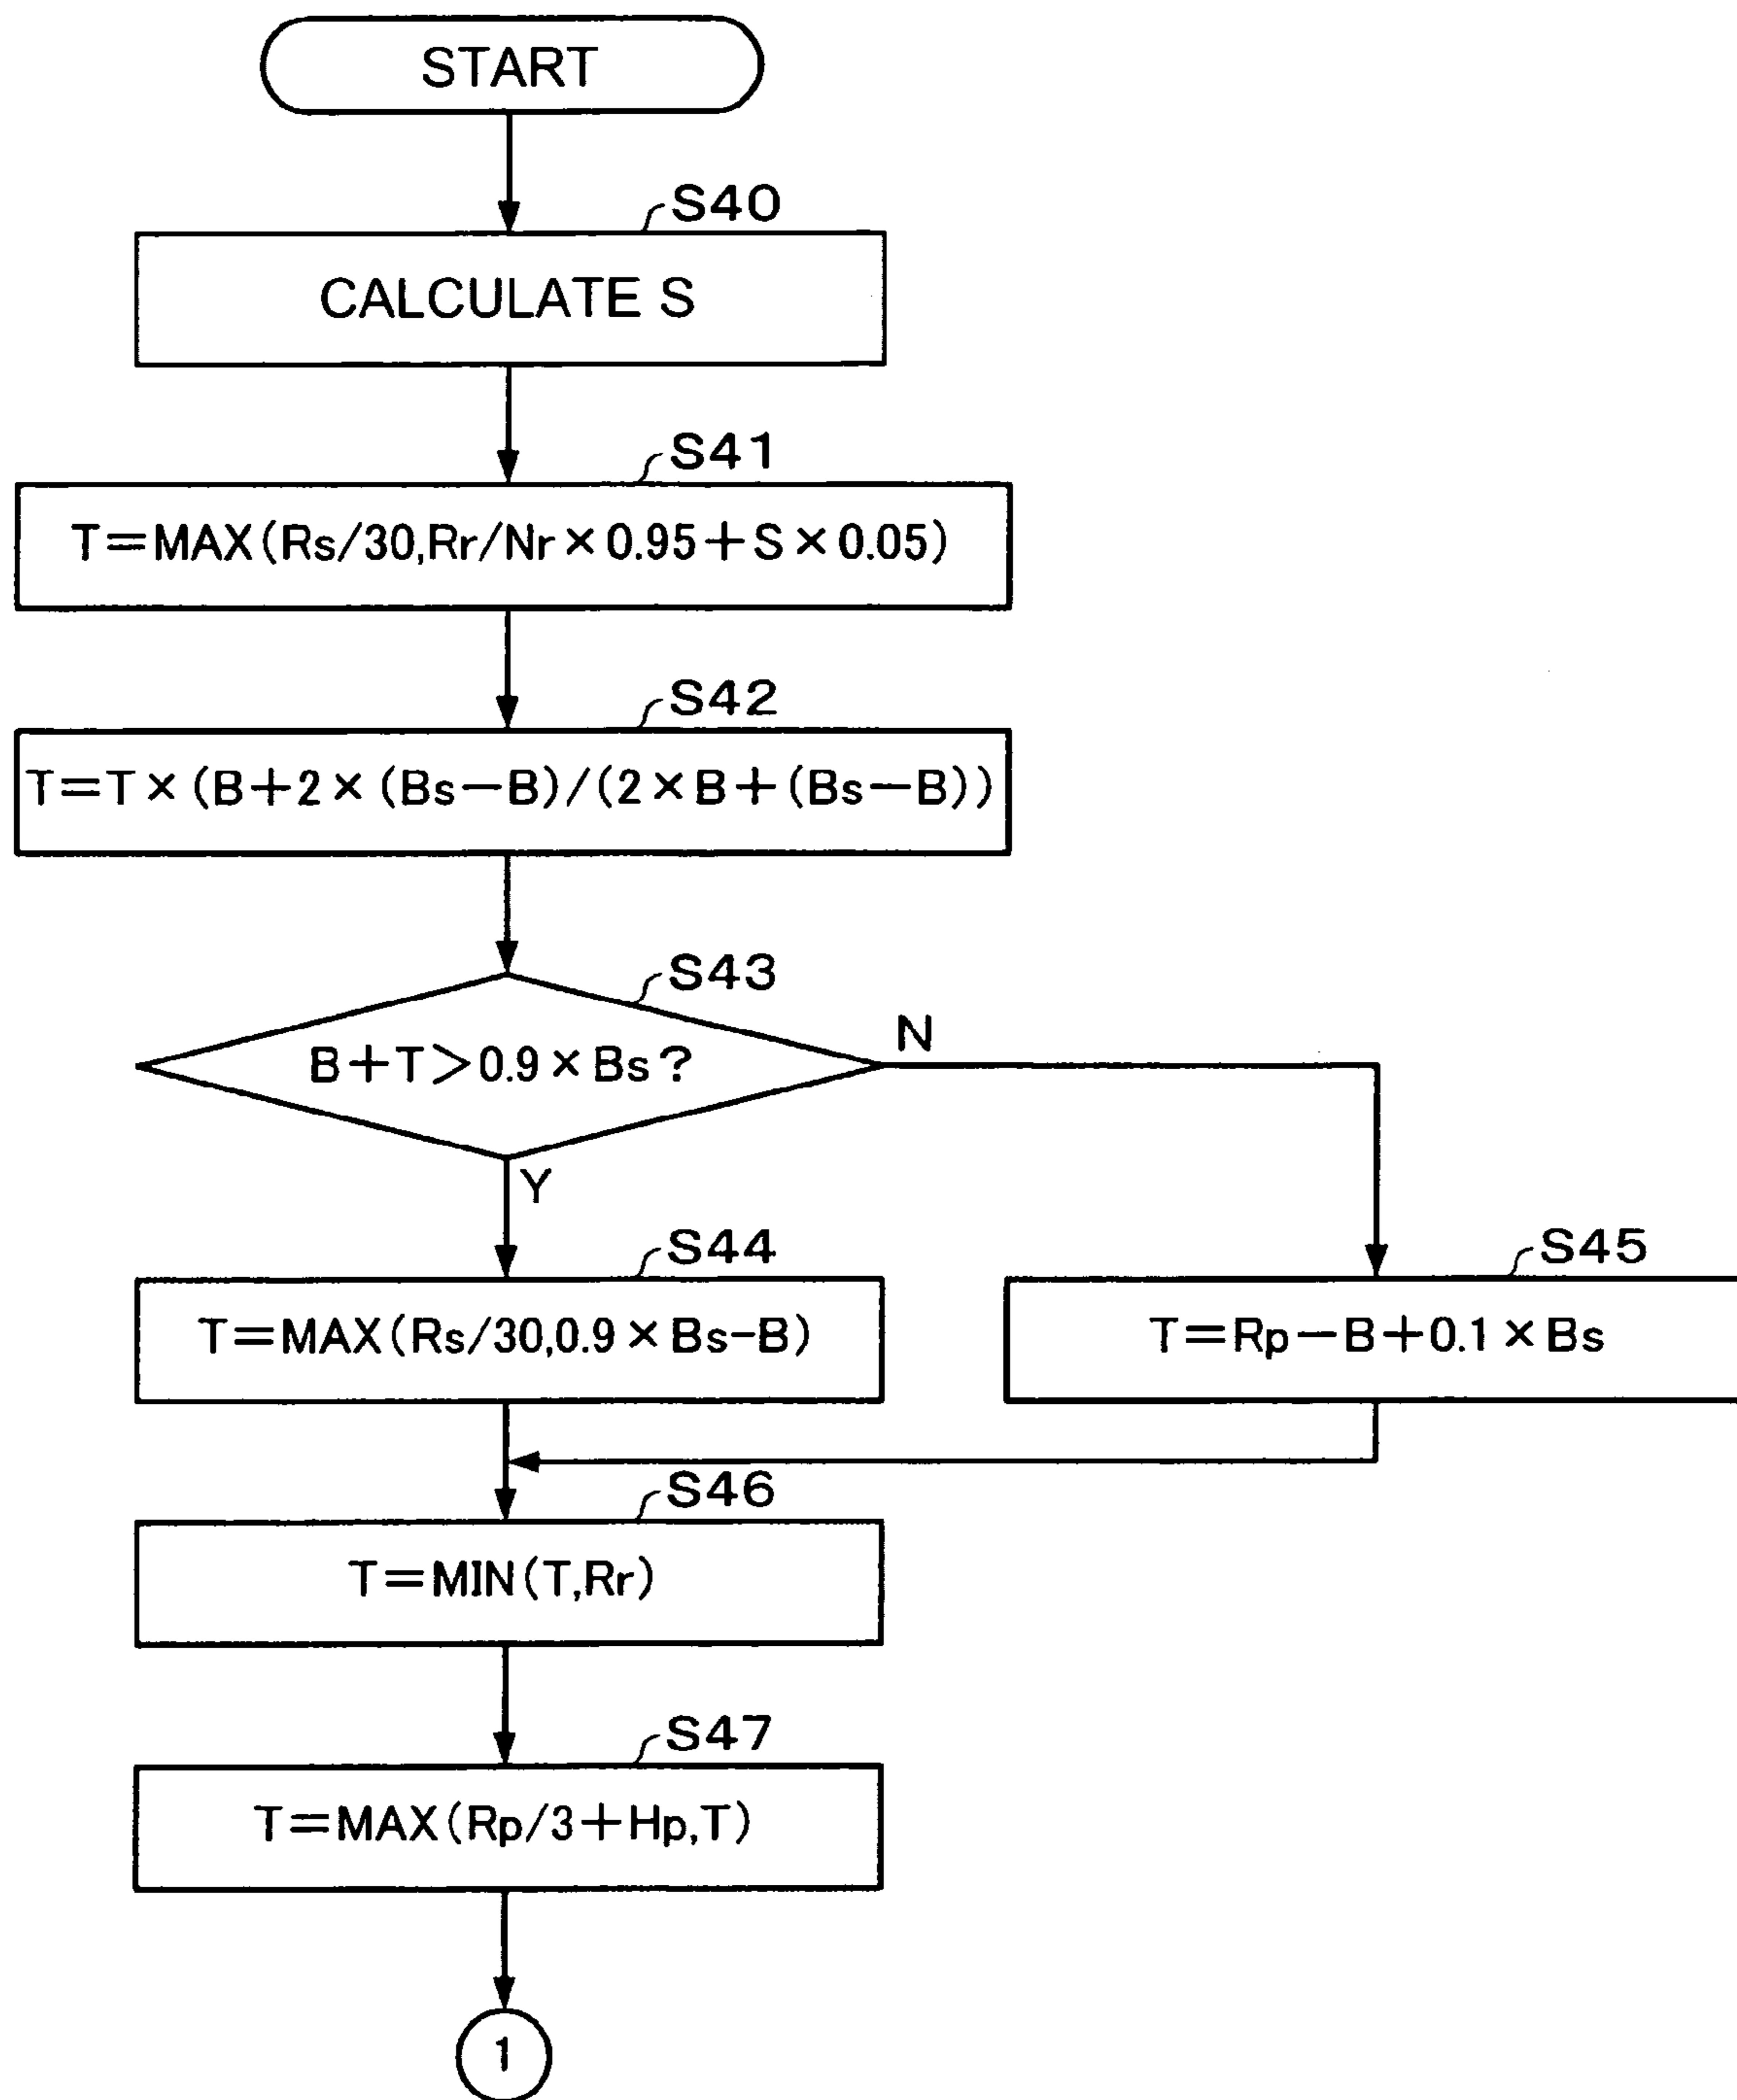 START
S40
CALCULATE S
S41
T=MAX(Rs/30,Rr/Nr×0.95+S×0.05)
S42
T=T×(B+2×(Bs−B)/(2×B+(Bs−B))
S43
B+T>0.9×Bs?
N
Y
S44
T=MAX(Rs/30,0.9×Bs-B)
S45
T=Rp−B+0.1×Bs
S46
T=MIN(T,Rr)
S47
T=MAX(Rp/3+Hp,T)
1